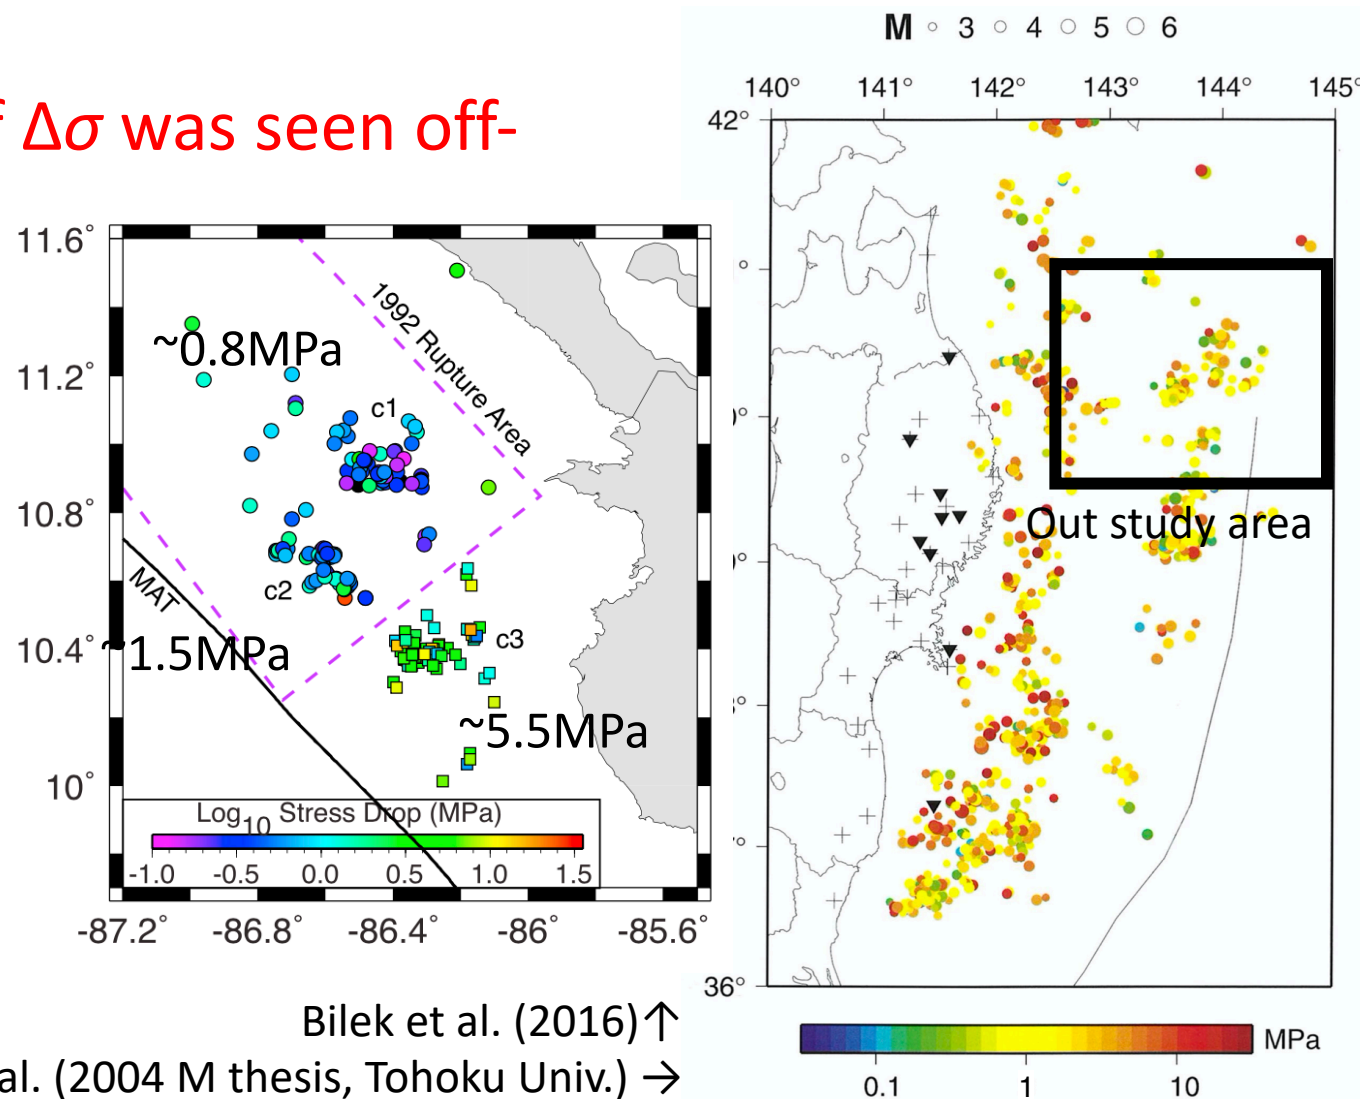 M 3 4 5 6
140° 141° 142° 143° 144° 145°
42°
Δσ was seen off-
11.6°
11.2°
10.8°
10.4°
10°
1992 Rupture Area
~0.8MPa
c1
c2
MAT
~1.5MPa
c3
~5.5MPa
Log10 Stress Drop (MPa)
-1.0 -0.5 0.0 0.5 1.0 1.5
-87.2° -86.8° -86.4° -86° -85.6°
Out study area
36°
Bilek et al. (2016)↑
al. (2004 M thesis, Tohoku Univ.) →
MPa
0.1 1 10